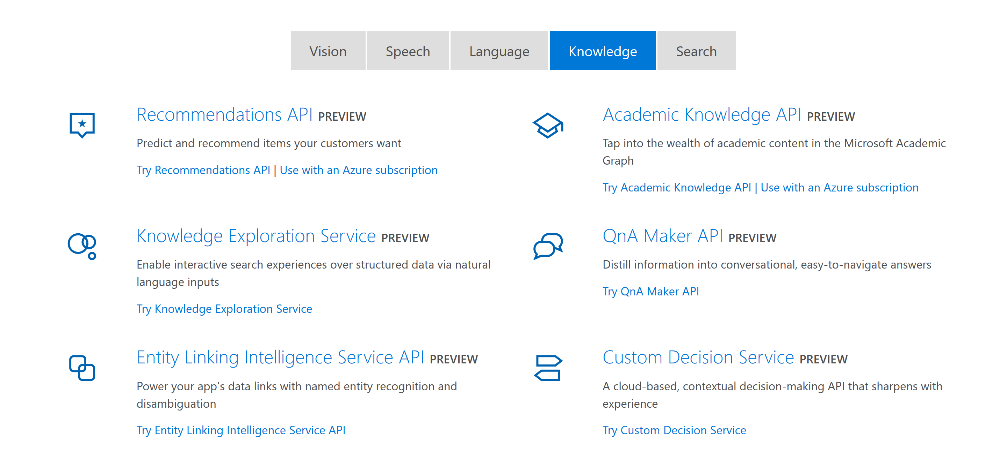 Vision
Speech
Language
Knowledge
Search
Recommendations API PREVIEW
Predict and recommend items your customers want
Try Recommendations API | Use with an Azure subscription
Academic Knowledge API PREVIEW
Tap into the wealth of academic content in the Microsoft Academic
Graph
Try Academic Knowledge API | Use with an Azure subscription
Knowledge Exploration Service PREVIEW
Enable interactive search experiences over structured data via natural
language inputs
Try Knowledge Exploration Service
QnA Maker API PREVIEW
Distill information into conversational, easy-to-navigate answers
Try QnA Maker API
Entity Linking Intelligence Service API PREVIEW
Power your app's data links with named entity recognition and
disambiguation
Try Entity Linking Intelligence Service API
Custom Decision Service PREVIEW
A cloud-based, contextual decision-making API that sharpens with
experience
Try Custom Decision Service